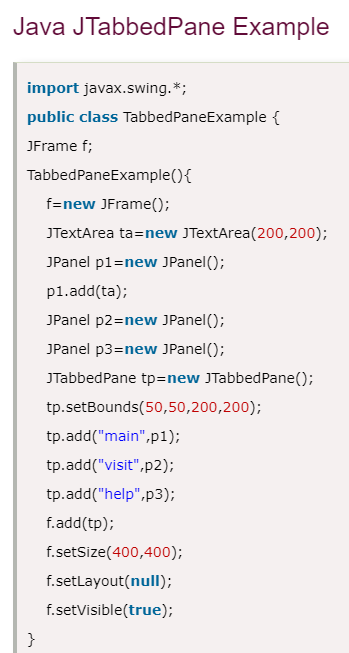 Java JTabbedPane Example
import javax.swing.*;
public class TabbedPaneExample {
JFrame f;
TabbedPaneExample(){
f=new JFrame();
JTextArea ta=new JTextArea(200,200);
JPanel p1=new JPanel();
p1.add(ta);
JPanel p2=new JPanel();
JPanel p3=new JPanel();
JTabbedPane tp=new JTabbedPane();
tp.setBounds(50,50,200,200);
tp.add("main",p1);
tp.add("visit",p2);
tp.add("help",p3);
f.add(tp);
f.setSize(400,400);
f.setLayout(null);
f.setVisible(true);
}